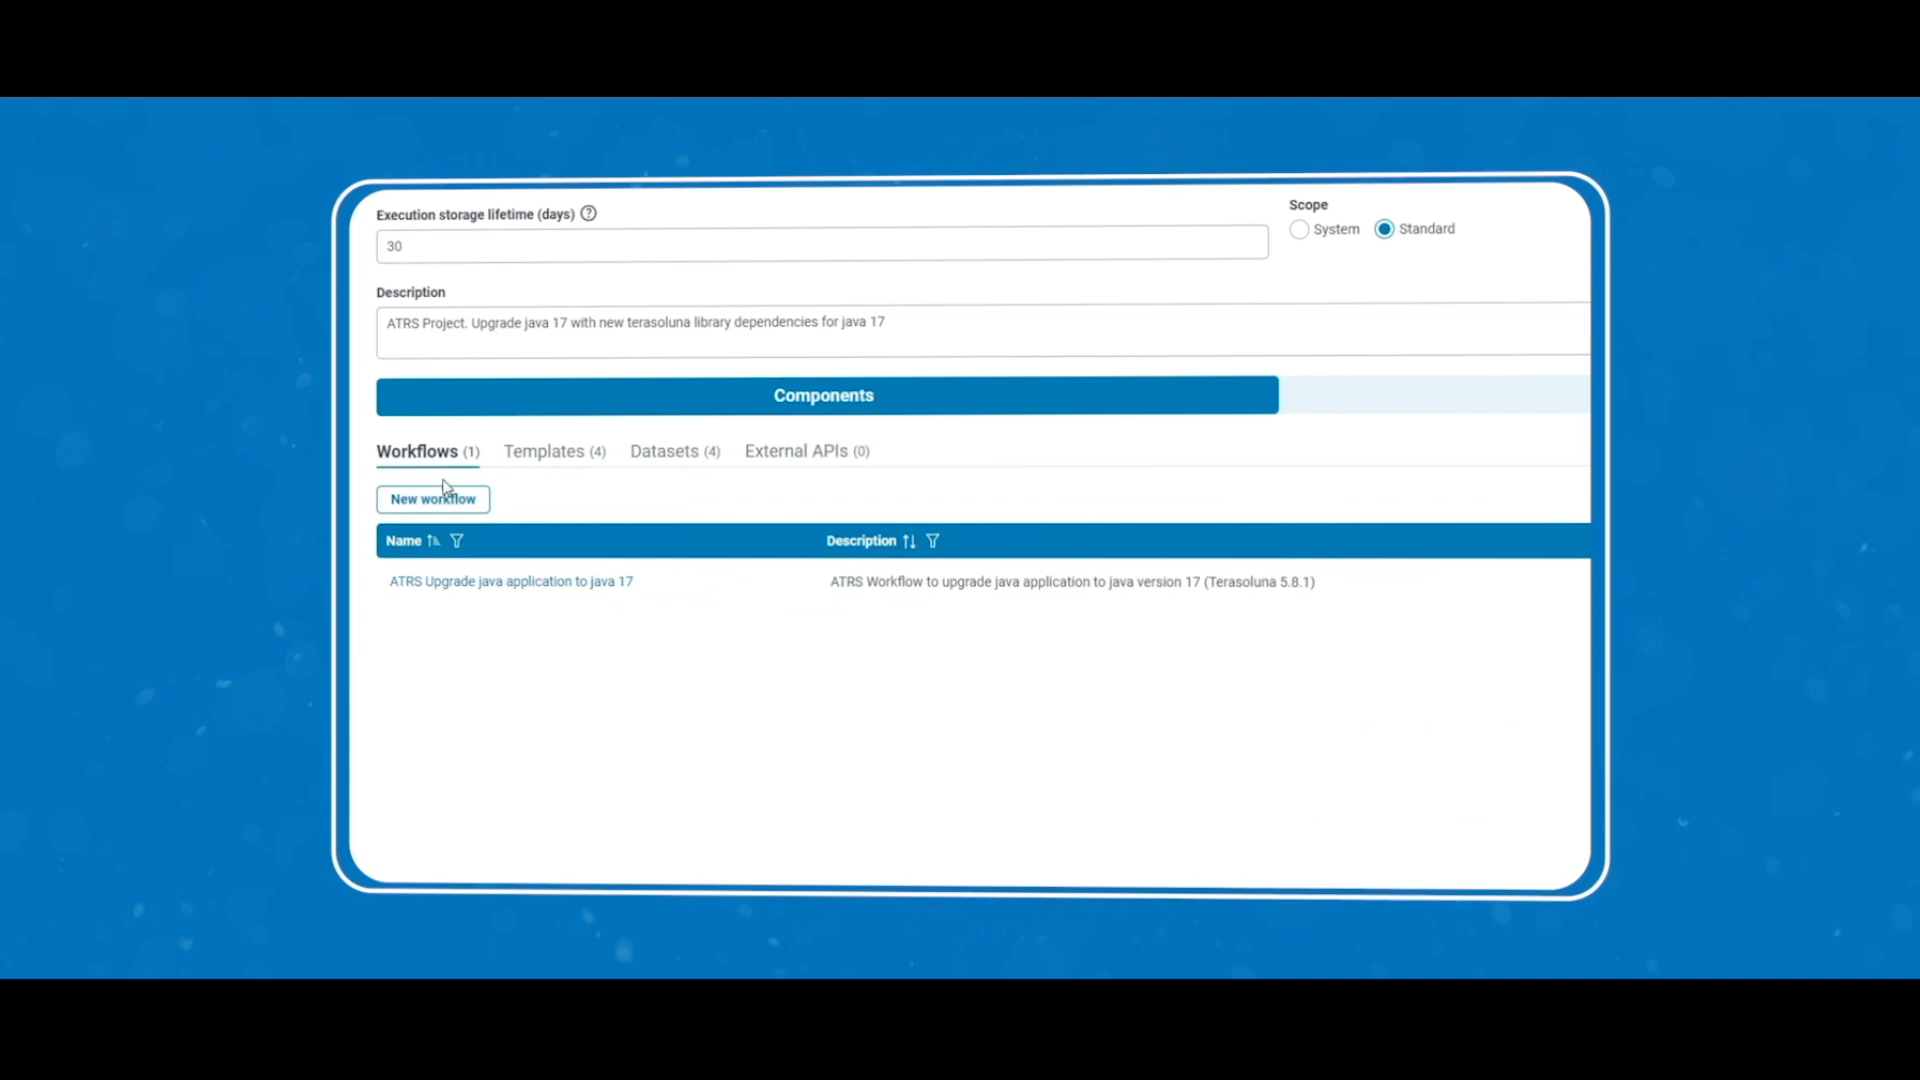 Execution storage lifetime (days)
30
Scope
System Standard
Description
ATRS Project. Upgrade java 17 with new terasoluna library dependencies for java 17
Components
Workflows (1) Templates (4) Datasets (4) External APIs (0)
New workflow
Name Description
ATRS Upgrade java application to java 17 ATRS Workflow to upgrade java application to java version 17 (Terasoluna 5.8.1)